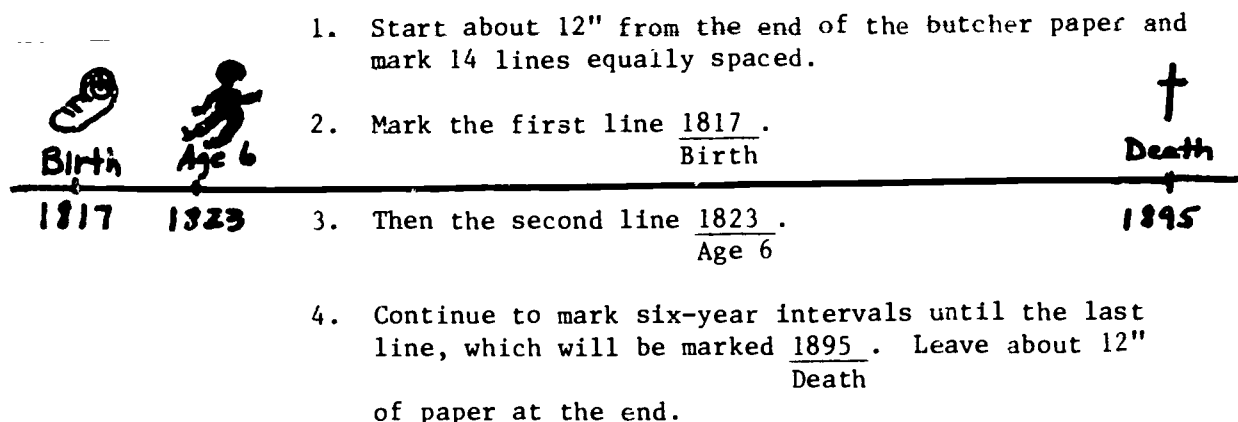 1. Start about 12" from the end of the butcher paper and
mark 14 lines equally spaced.
2. Mark the first line 1817.
Birth
Birth
Age 6
Death
1817
1823
1895
3. Then the second line 1823.
Age 6
4. Continue to mark six-year intervals until the last
line, which will be marked 1895. Leave about 12"
Death
of paper at the end.